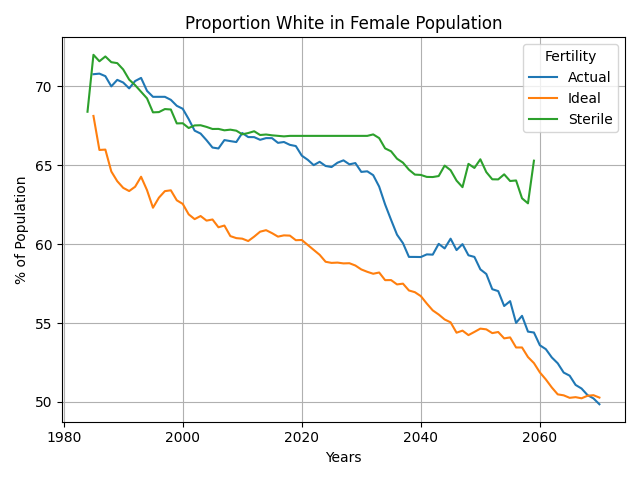 Proportion White in Female Population
% of Population
70
65
60
55
50
1980
2000
2020
2040
2060
Years
Fertility
Actual
Ideal
Sterile